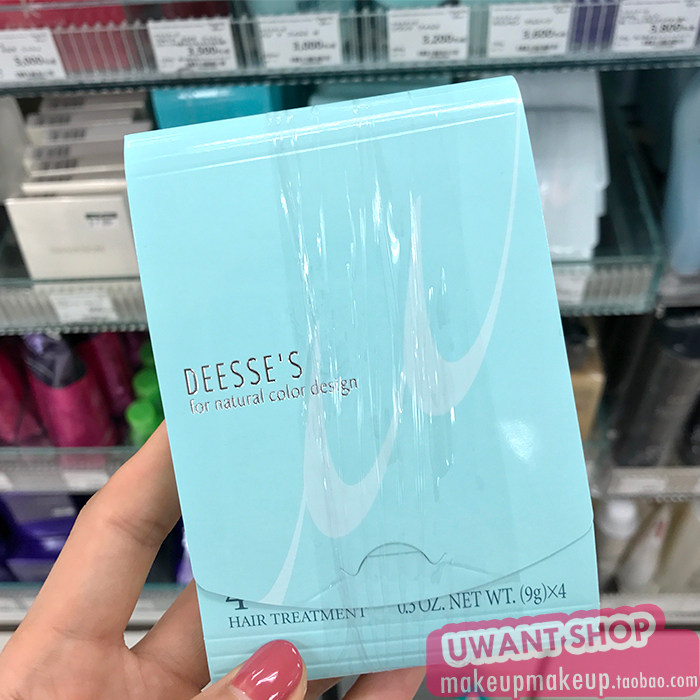 DEESSE'S
for natural color design
4
HAIR TREATMENT 0.3 OZ. NET WT. (9g)×4
UWANT SHOP
makeupmakeup.taobao.com